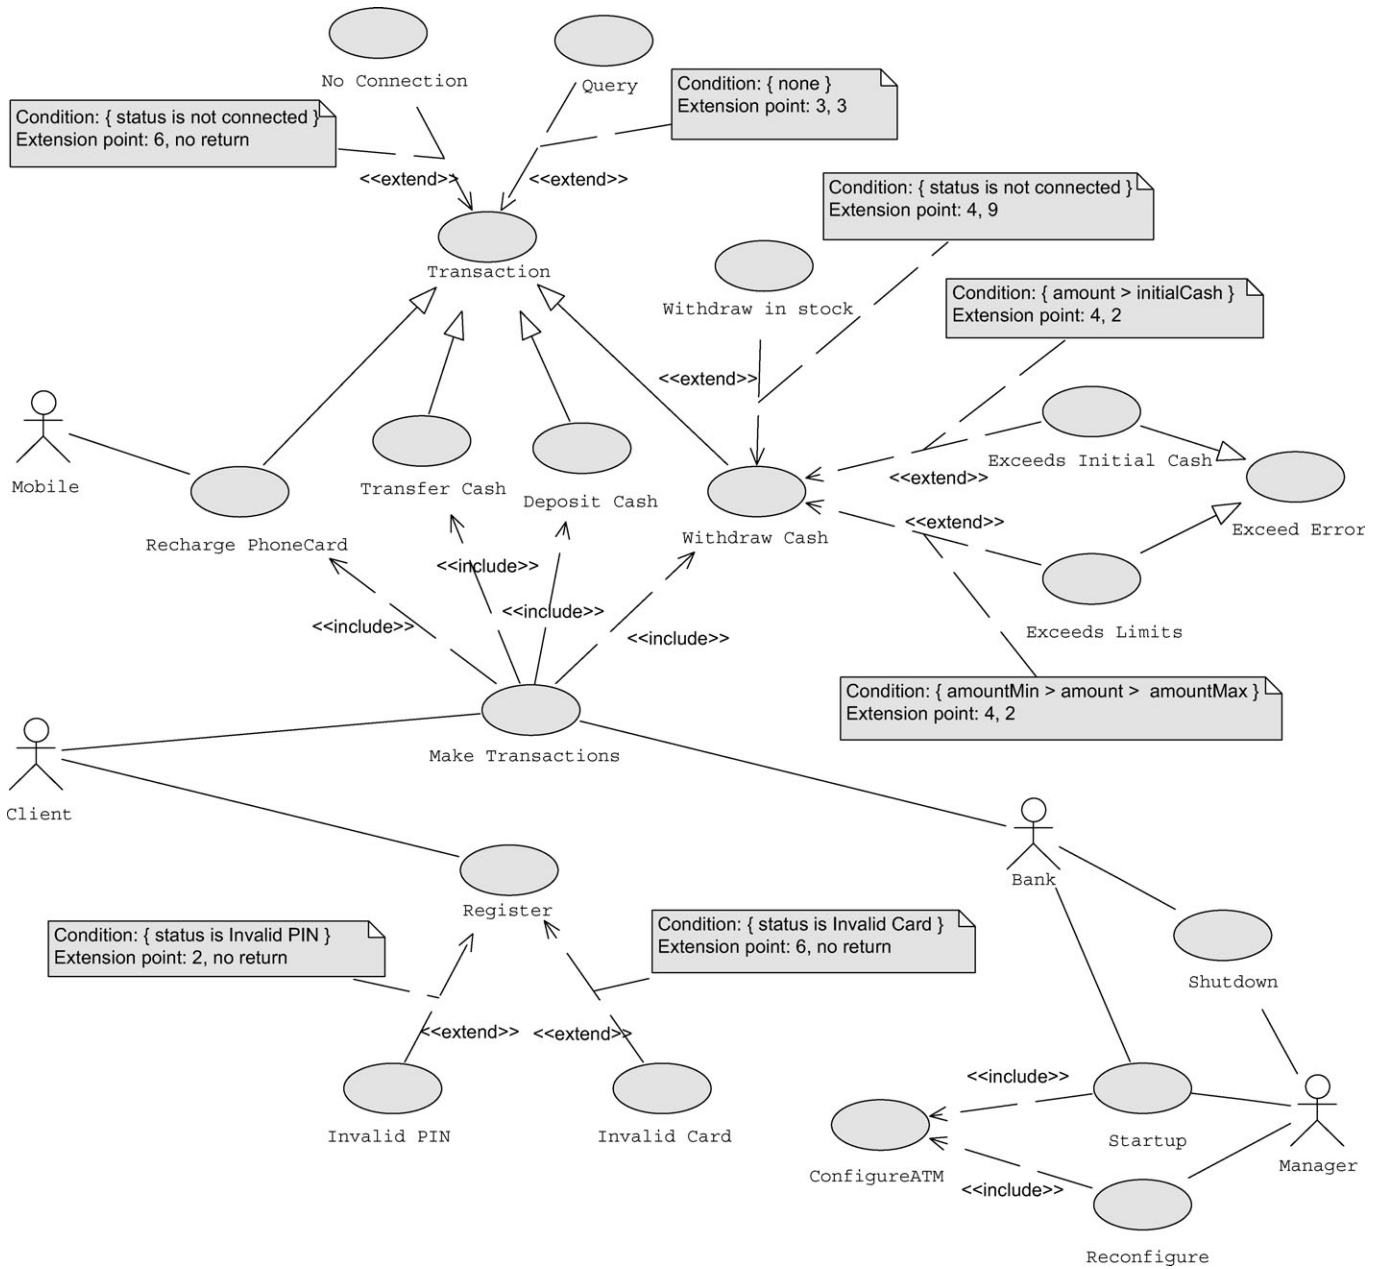 No Connection
Query
Condition: { none }
Extension point: 3, 3
Condition: { status is not connected }
Extension point: 6, no return
<<extend>>
<<extend>>
Condition: { status is not connected }
Extension point: 4, 9
Transaction
Withdraw in stock
Condition: { amount > initialCash }
Extension point: 4, 2
<<extend>>
Mobile
Recharge PhoneCard
Transfer Cash
Deposit Cash
Withdraw Cash
Exceeds Initial Cash
<<extend>>
<<extend>>
Exceed Error
Exceeds Limits
<<include>>
<<include>>
<<include>>
<<include>>
Condition: { amountMin > amount >  amountMax }
Extension point: 4, 2
Make Transactions
Client
Bank
Register
Condition: { status is Invalid PIN }
Extension point: 2, no return
Condition: { status is Invalid Card }
Extension point: 6, no return
Shutdown
<<extend>>
<<extend>>
Invalid PIN
Invalid Card
<<include>>
Startup
Manager
ConfigureATM
<<include>>
Reconfigure